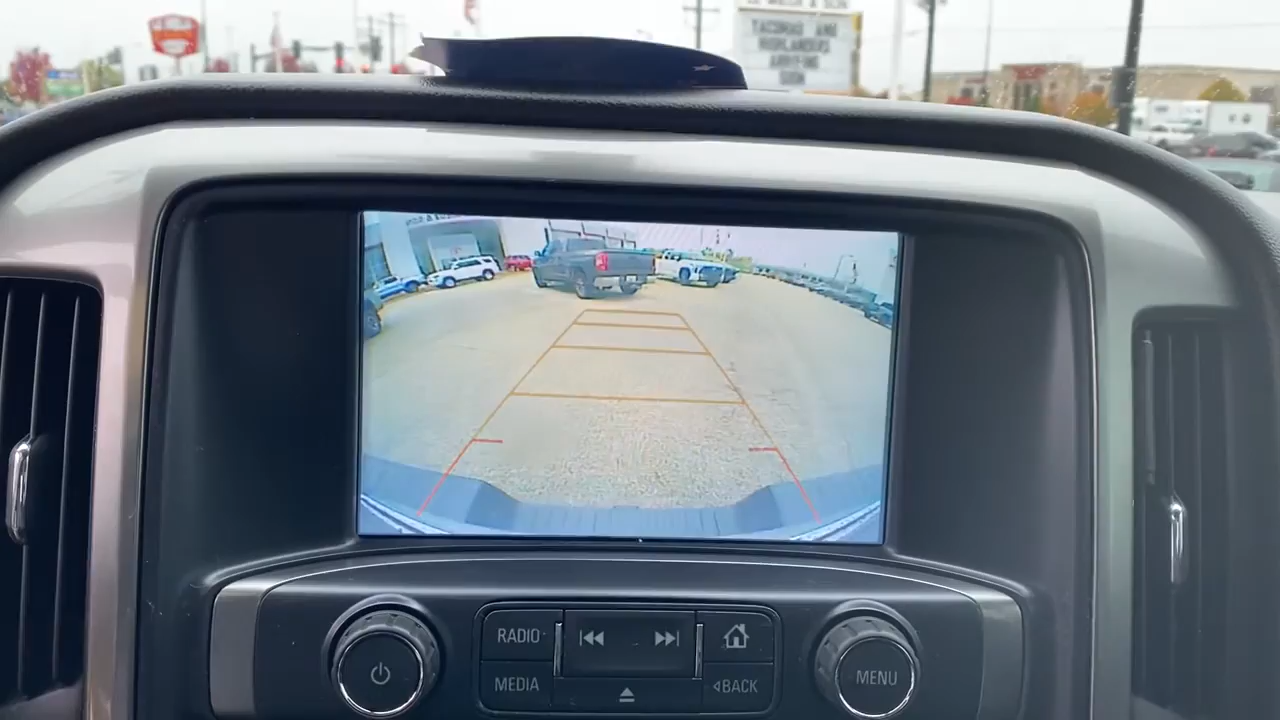 TACOMAS AND
HIGHLANDERS
ARRIVING
SOON
RADIO
MEDIA
BACK
MENU